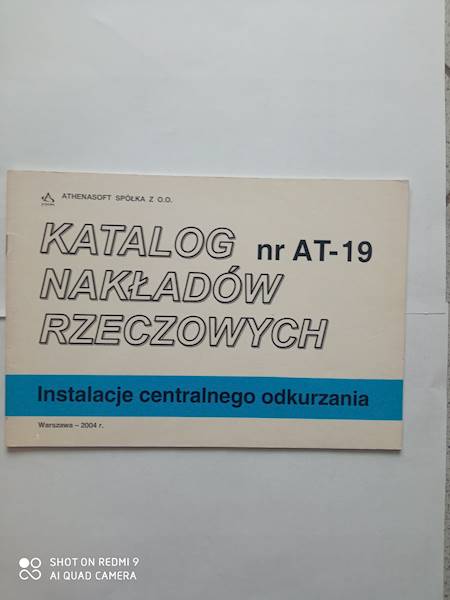 ATHENASOFT SPÓŁKA Z O.O.
KATALOG nr AT-19
NAKŁADÓW
RZECZOWYCH
Instalacje centralnego odkurzania
Warszawa – 2004 r.
SHOT ON REDMI 9
AI QUAD CAMERA